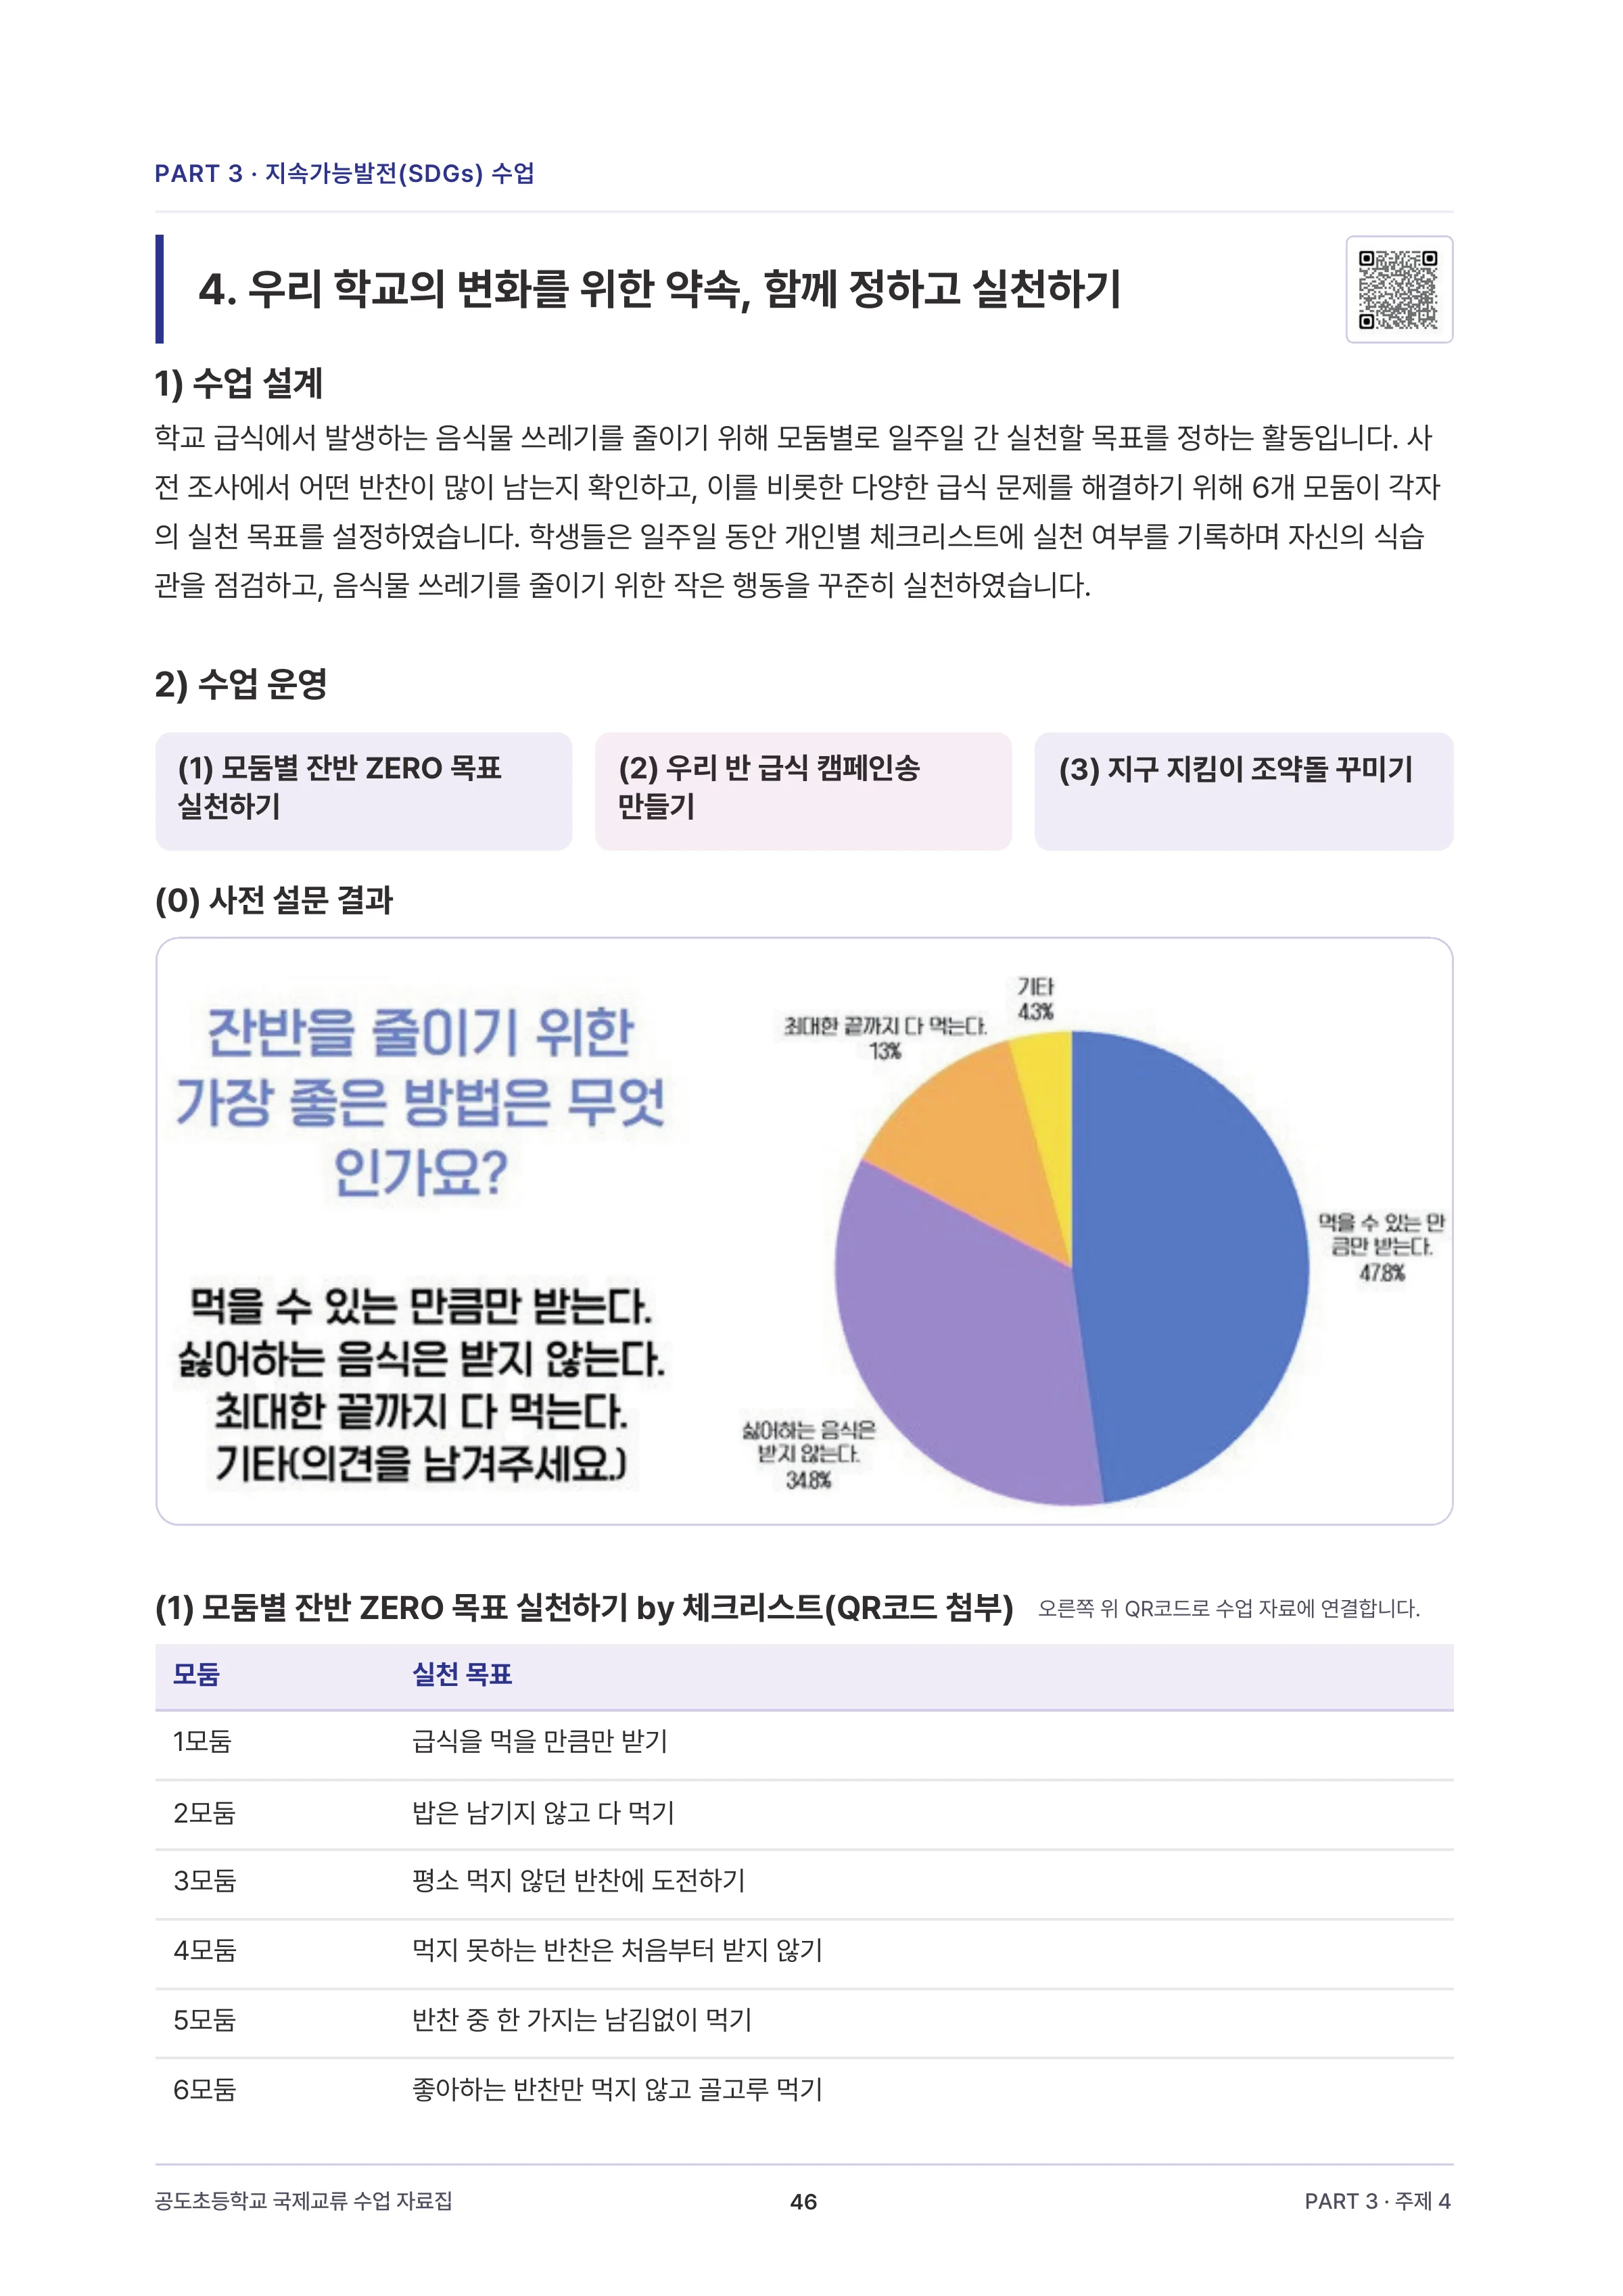 PART 3 · 지속가능발전(SDGs) 수업
4. 우리 학교의 변화를 위한 약속, 함께 정하고 실천하기
1) 수업 설계
학교 급식에서 발생하는 음식물 쓰레기를 줄이기 위해 모둠별로 일주일 간 실천할 목표를 정하는 활동입니다. 사
전 조사에서 어떤 반찬이 많이 남는지 확인하고, 이를 비롯한 다양한 급식 문제를 해결하기 위해 6개 모둠이 각자
의 실천 목표를 설정하였습니다. 학생들은 일주일 동안 개인별 체크리스트에 실천 여부를 기록하며 자신의 식습
관을 점검하고, 음식물 쓰레기를 줄이기 위한 작은 행동을 꾸준히 실천하였습니다.
2) 수업 운영
(1) 모둠별 잔반 ZERO 목표
실천하기
(2) 우리 반 급식 캠페인송
만들기
(3) 지구 지킴이 조약돌 꾸미기
(0) 사전 설문 결과
잔반을 줄이기 위한
가장 좋은 방법은 무엇
인가요?
먹을 수 있는 만큼만 받는다.
싫어하는 음식은 받지 않는다.
최대한 끝까지 다 먹는다.
기타(의견을 남겨주세요.)
기타
4.3%
최대한 끝까지 다 먹는다.
13%
먹을 수 있는 만
큼만 받는다.
47.8%
싫어하는 음식은
받지 않는다.
34.8%
(1) 모둠별 잔반 ZERO 목표 실천하기 by 체크리스트(QR코드 첨부) 오른쪽 위 QR코드로 수업 자료에 연결합니다.
모둠 실천 목표
1모둠 급식을 먹을 만큼만 받기
2모둠 밥은 남기지 않고 다 먹기
3모둠 평소 먹지 않던 반찬에 도전하기
4모둠 먹지 못하는 반찬은 처음부터 받지 않기
5모둠 반찬 중 한 가지는 남김없이 먹기
6모둠 좋아하는 반찬만 먹지 않고 골고루 먹기
공도초등학교 국제교류 수업 자료집 46 PART 3 · 주제 4